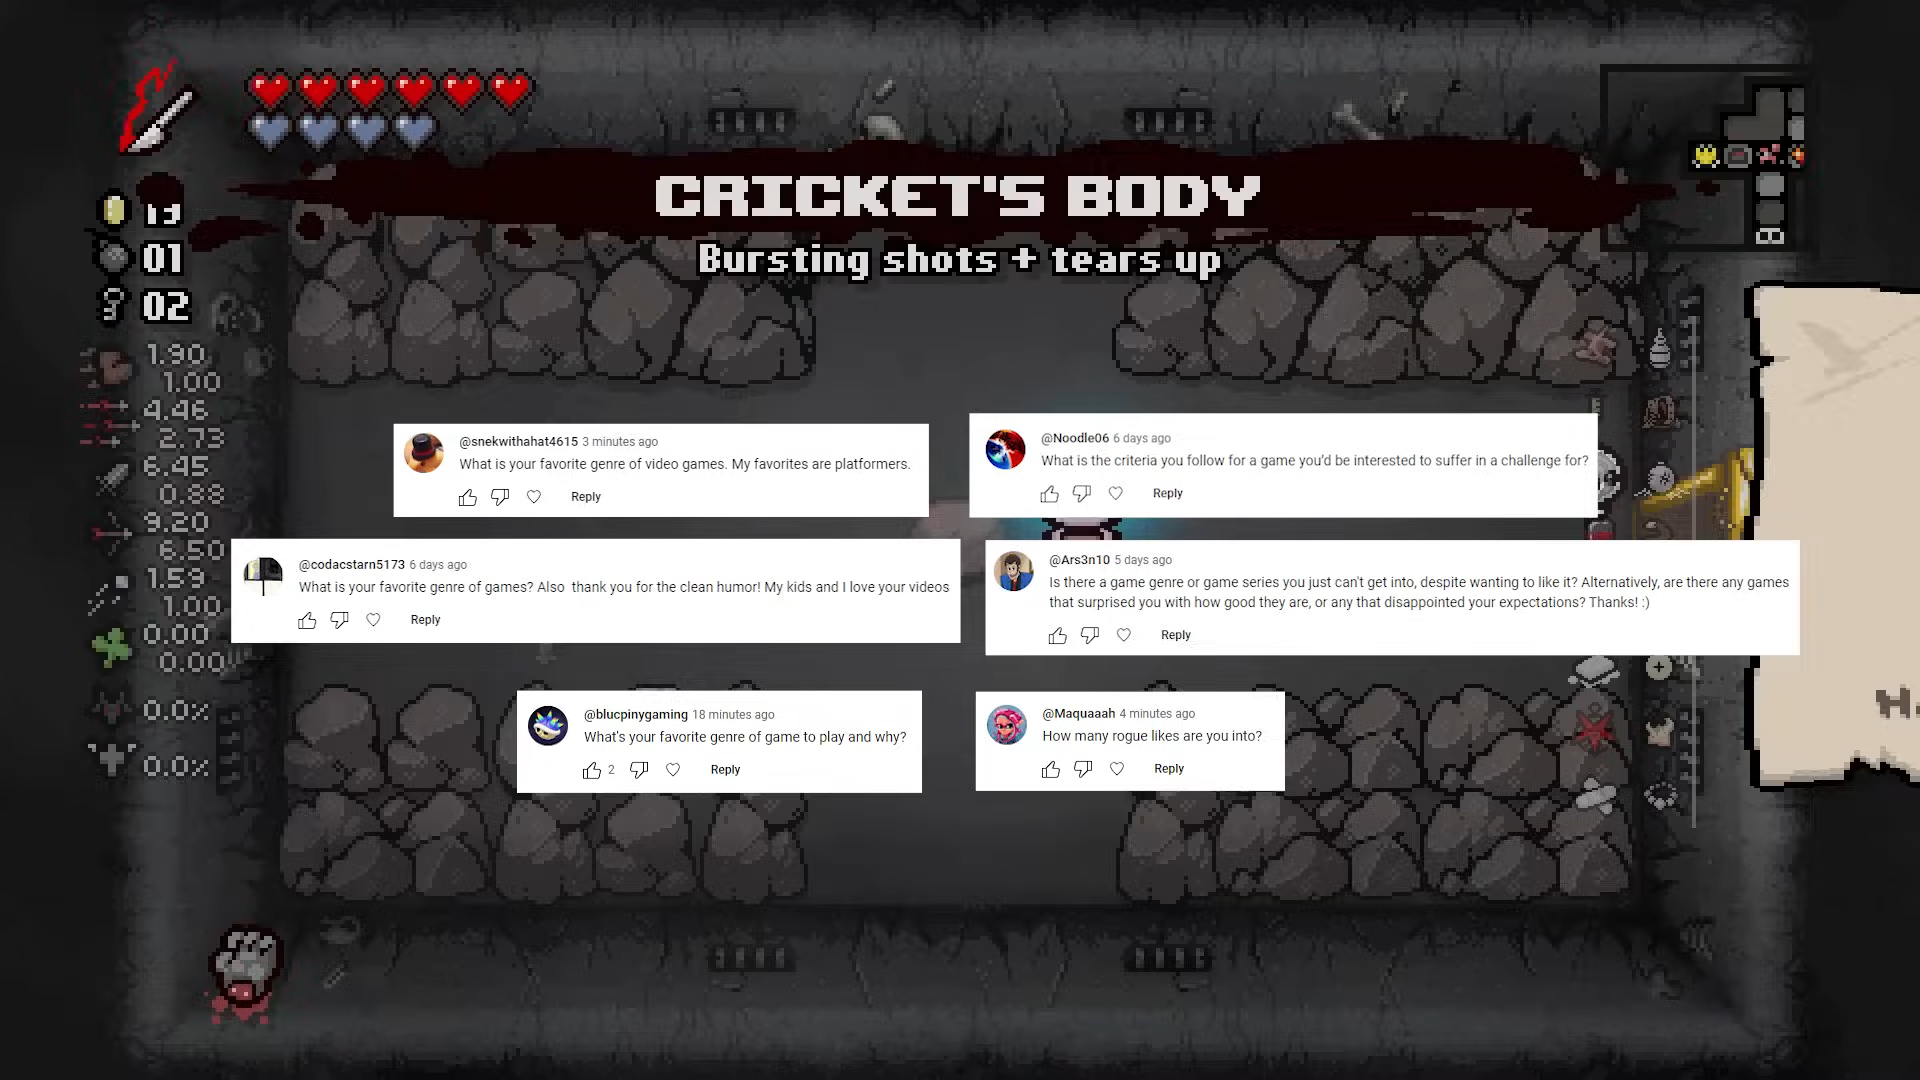 CRICKET'S BODY
Bursting shots + tears up
01
02
1.90
1.00
4.46
2.73
6.45
0.88
9.20
6.50
1.59
1.00
0.00
0.00
0.0%
0.0%
@snekwithahat4615 3 minutes ago
What is your favorite genre of video games. My favorites are platformers.
Reply
@Noodle06 6 days ago
What is the criteria you follow for a game you'd be interested to suffer in a challenge for?
Reply
@codacstarn5173 6 days ago
What is your favorite genre of games? Also thank you for the clean humor! My kids and I love your videos
Reply
@Ars3n10 5 days ago
Is there a game genre or game series you just can't get into, despite wanting to like it? Alternatively, are there any games
that surprised you with how good they are, or any that disappointed your expectations? Thanks! :)
Reply
@blucpinygaming 18 minutes ago
What's your favorite genre of game to play and why?
2
Reply
@Maquaaah 4 minutes ago
How many rogue likes are you into?
Reply